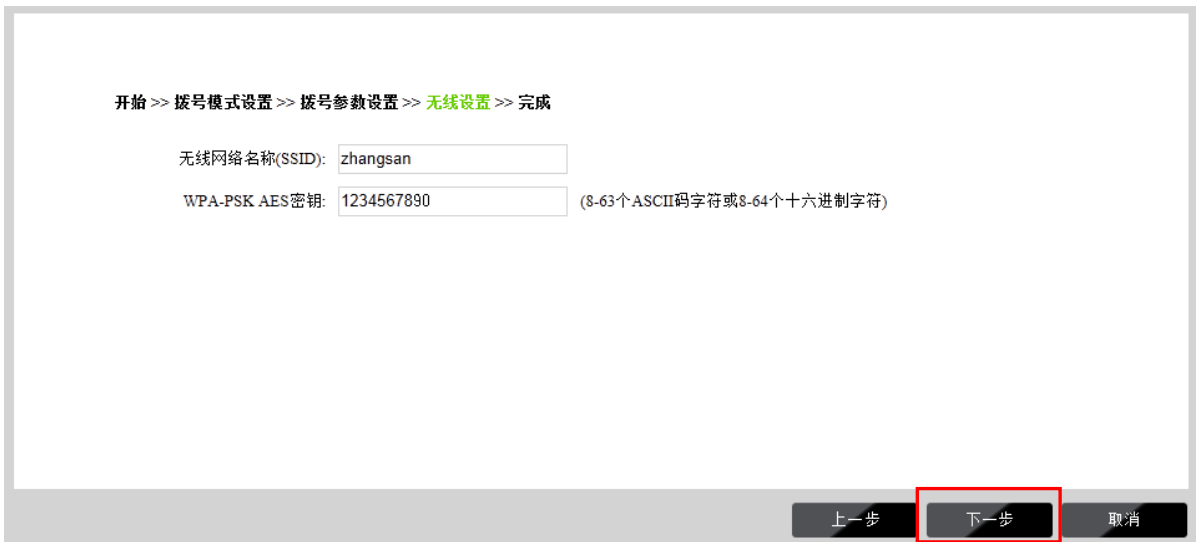 开始 >> 拨号模式设置 >> 拨号参数设置 >> 无线设置 >> 完成
无线网络名称(SSID): zhangsan
WPA-PSK AES密钥: 1234567890 (8-63个ASCII码字符或8-64个十六进制字符)
上一步 下一步 取消